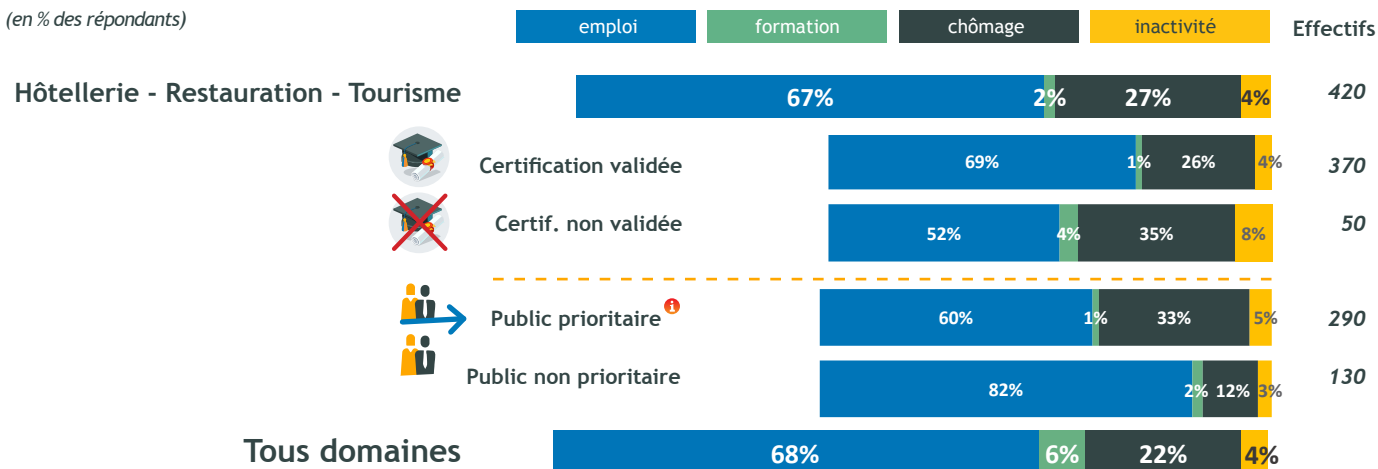 (en % des répondants)
emploi formation chômage inactivité Effectifs
Hôtellerie - Restauration - Tourisme 67% 2% 27% 4% 420
Certification validée 69% 1% 26% 4% 370
Certif. non validée 52% 4% 35% 8% 50
Public prioritaire i 60% 1% 33% 5% 290
Public non prioritaire 82% 2% 12% 3% 130
Tous domaines 68% 6% 22% 4%